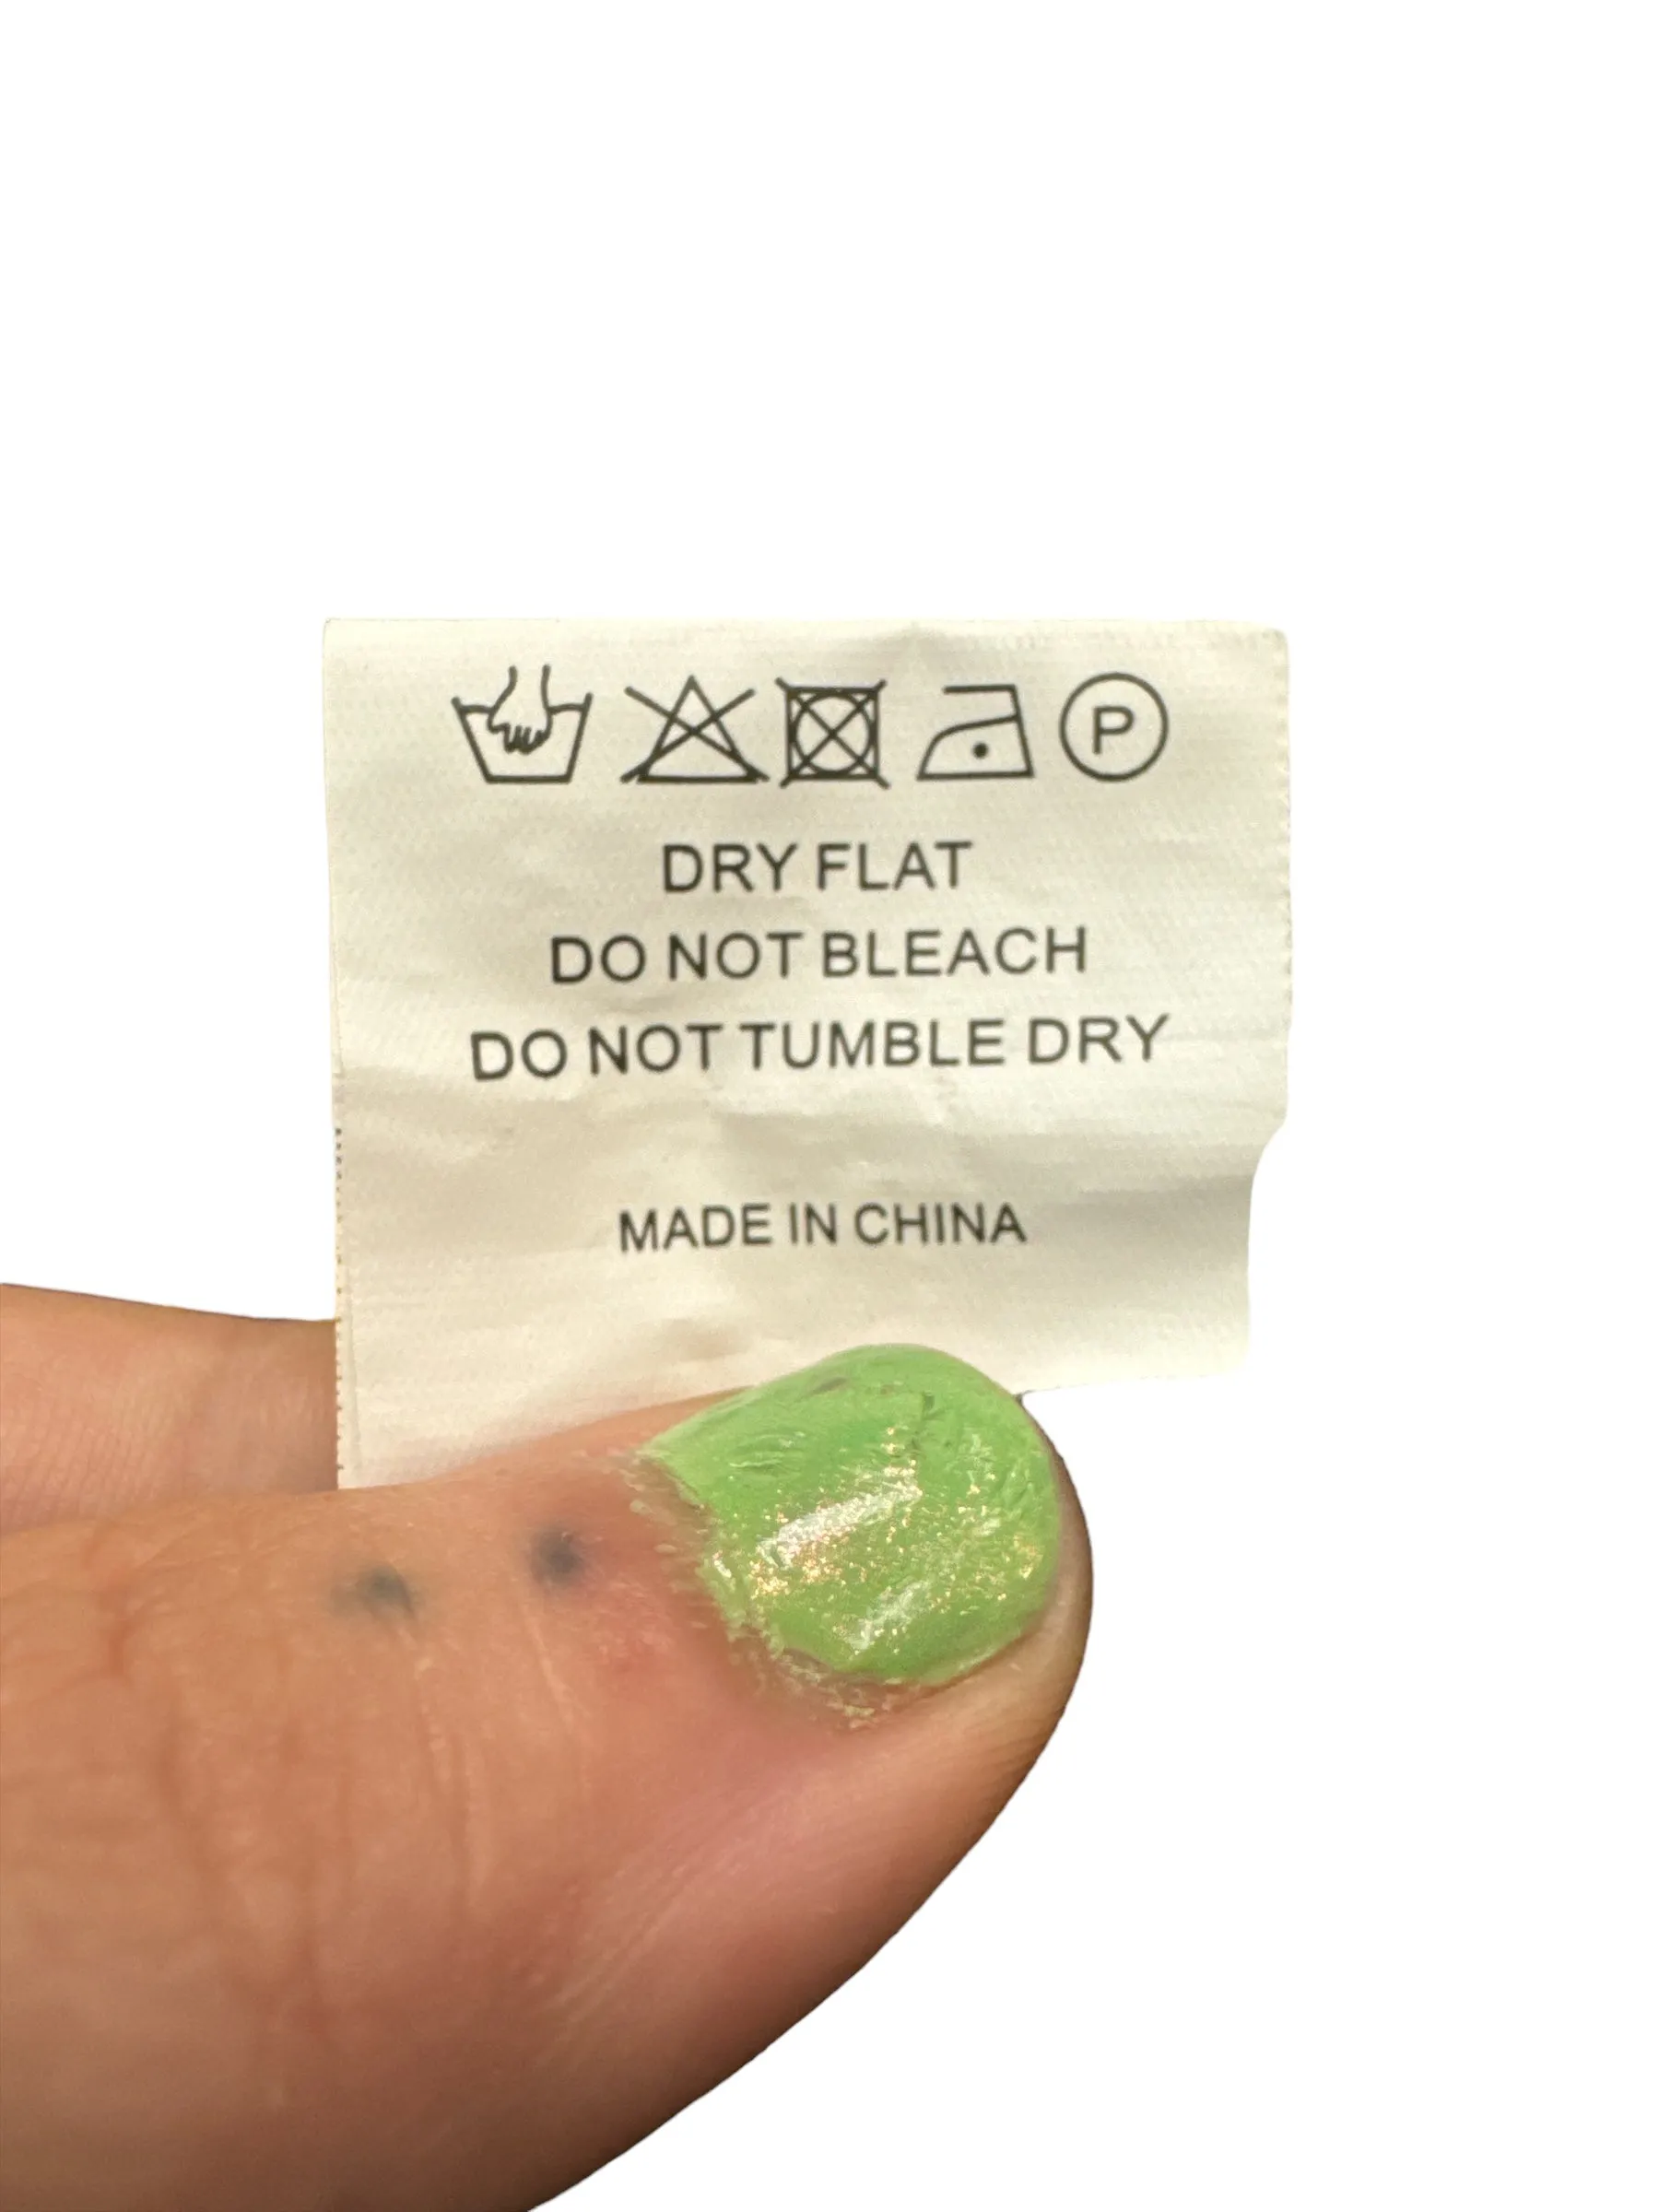 P
DRY FLAT
DO NOT BLEACH
DO NOT TUMBLE DRY
MADE IN CHINA